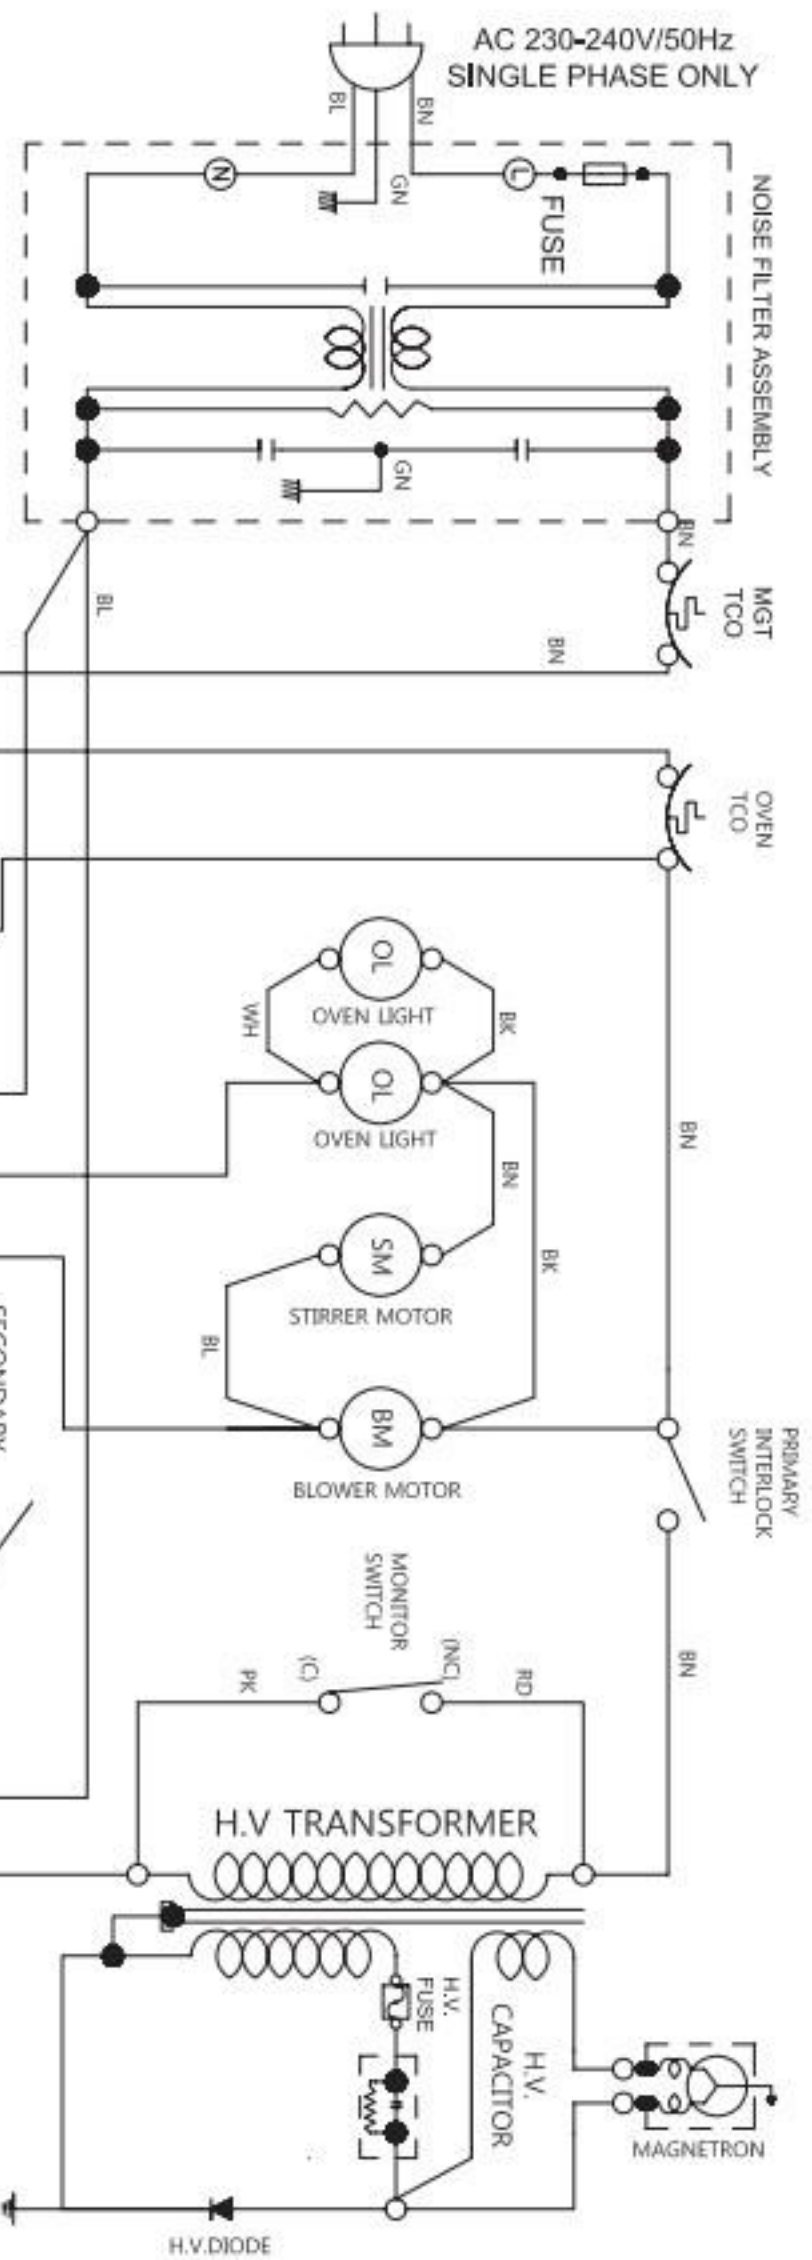 AC 230-240V/50Hz
SINGLE PHASE ONLY
BL
BN
N
GN
L
FUSE
NOISE FILTER ASSEMBLY
GN
BN
BL
MGT
TCO
BN
OVEN
TCO
OL
OVEN LIGHT
WH
BK
OL
OVEN LIGHT
BN
BN
SM
STIRRER MOTOR
BK
BL
BM
BLOWER MOTOR
SECONDARY
PRIMARY
INTERLOCK
SWITCH
MONITOR
SWITCH
(NC)
(C)
PK
RD
BN
H.V TRANSFORMER
H.V.
FUSE
H.V.
CAPACITOR
MAGNETRON
H.V.DIODE